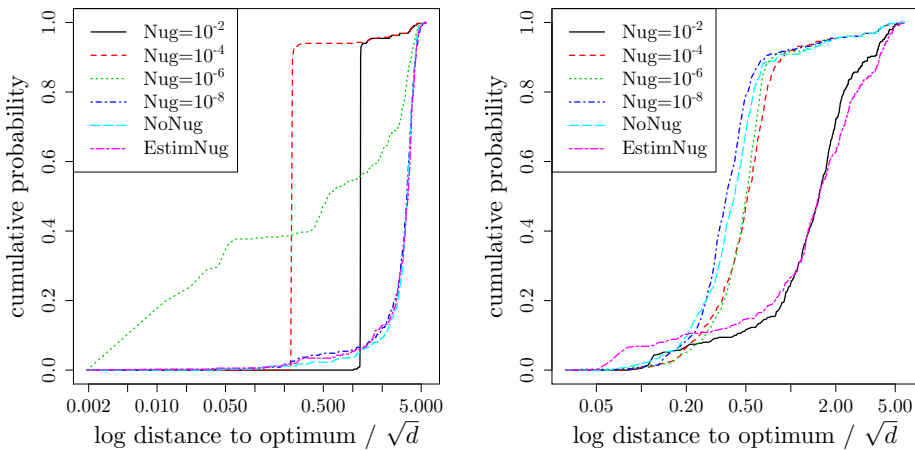 Nug=10⁻²
Nug=10⁻⁴
Nug=10⁻⁶
Nug=10⁻⁸
NoNug
EstimNug
cumulative probability
1.0
0.8
0.6
0.4
0.2
0.0
0.002
0.010
0.050
0.500
5.000
log distance to optimum / √d
Nug=10⁻²
Nug=10⁻⁴
Nug=10⁻⁶
Nug=10⁻⁸
NoNug
EstimNug
cumulative probability
1.0
0.8
0.6
0.4
0.2
0.0
0.05
0.20
0.50
2.00
5.00
log distance to optimum / √d